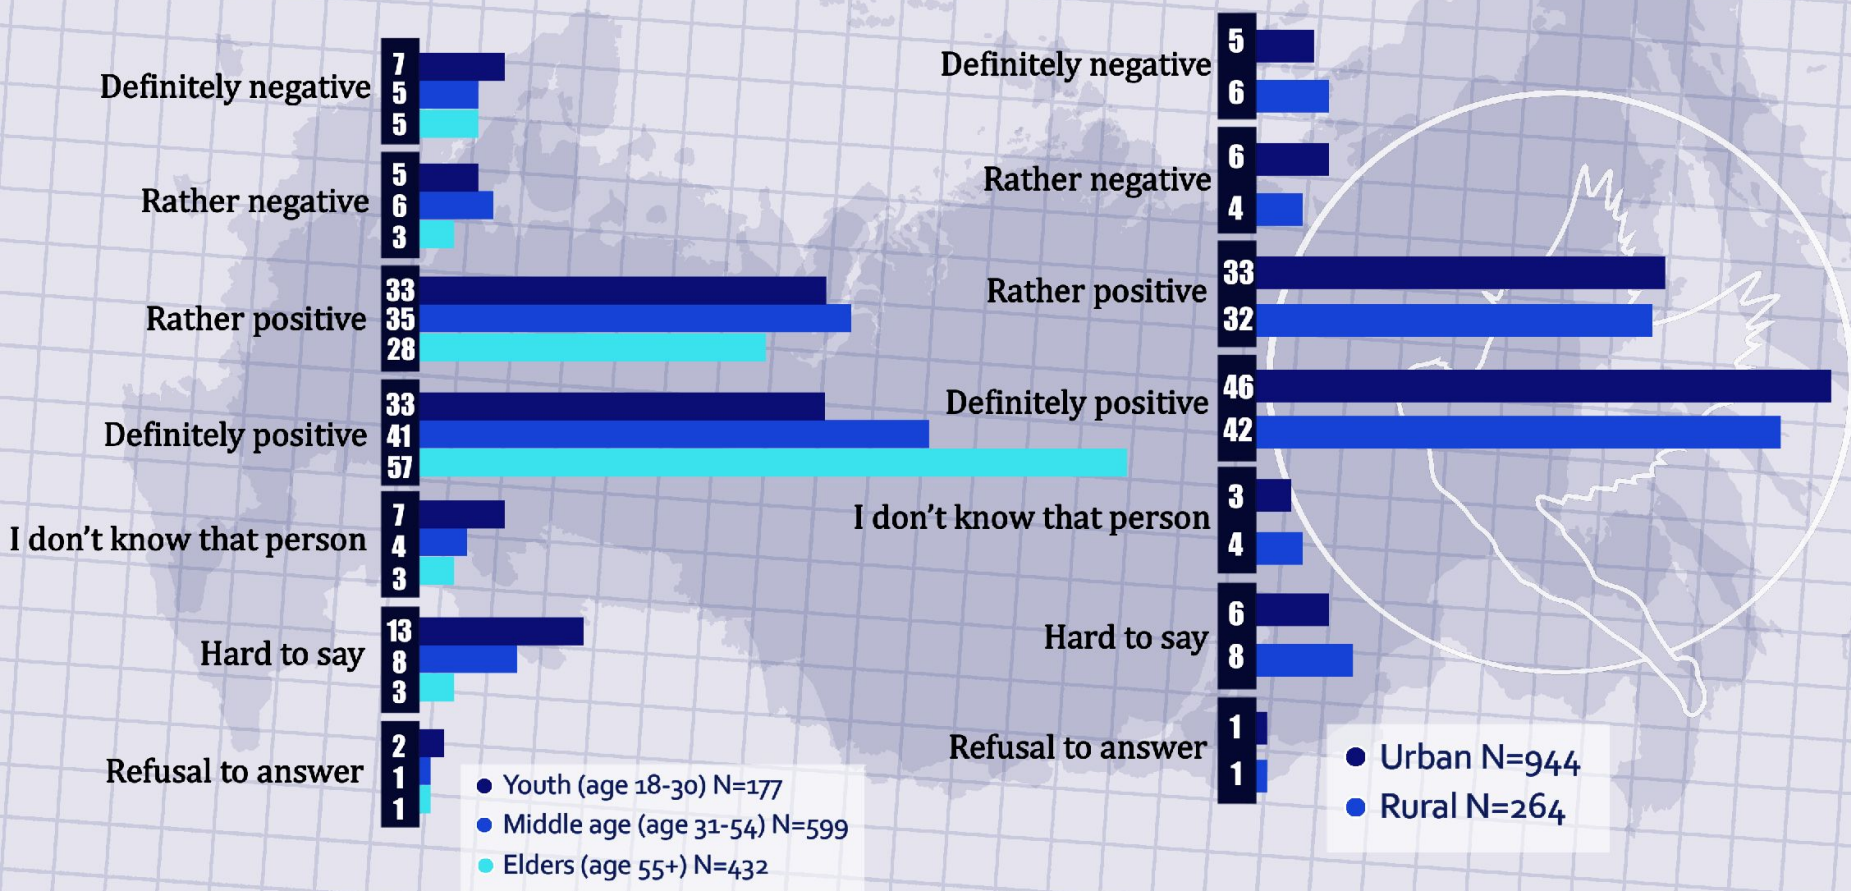 Definitely negative
7
5
5
Rather negative
5
6
3
Rather positive
33
35
28
Definitely positive
33
41
57
I don't know that person
7
4
3
Hard to say
13
8
3
Refusal to answer
2
1
1
Youth (age 18-30) N=177
Middle age (age 31-54) N=599
Elders (age 55+) N=432
Definitely negative
5
6
Rather negative
6
4
Rather positive
33
32
Definitely positive
46
42
I don't know that person
3
4
Hard to say
6
8
Refusal to answer
1
1
Urban N=944
Rural N=264